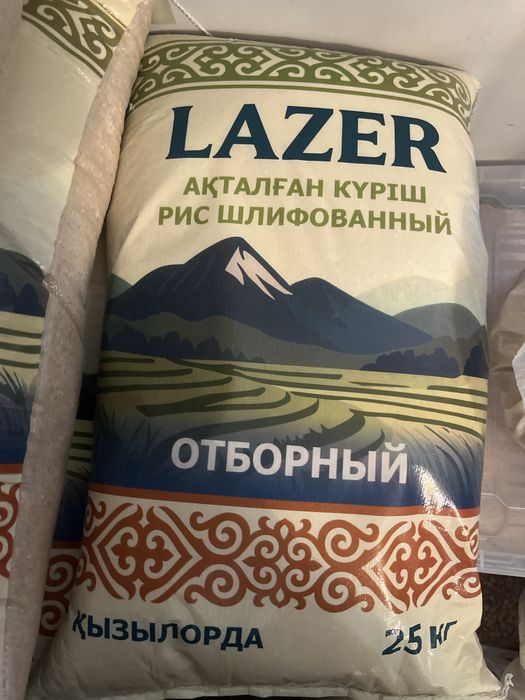 LAZER
АҚТАЛҒАН КҮРІШ
РИС ШЛИФОВАННЫЙ
ОТБОРНЫЙ
ҚЫЗЫЛОРДА
25 КГ